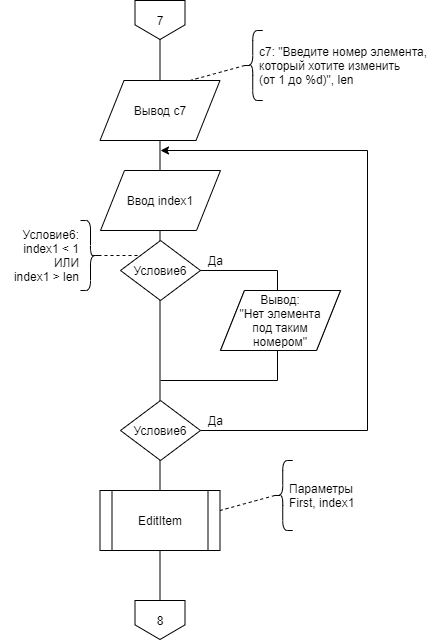 7
с7: "Введите номер элемента,
который хотите изменить
(от 1 до %d)", len
Вывод с7
Ввод index1
Условие6:
index1 < 1
ИЛИ
index1 > len
Условие6
Да
Вывод:
"Нет элемента
под таким
номером"
Условие6
Да
EditItem
Параметры
First, index1
8